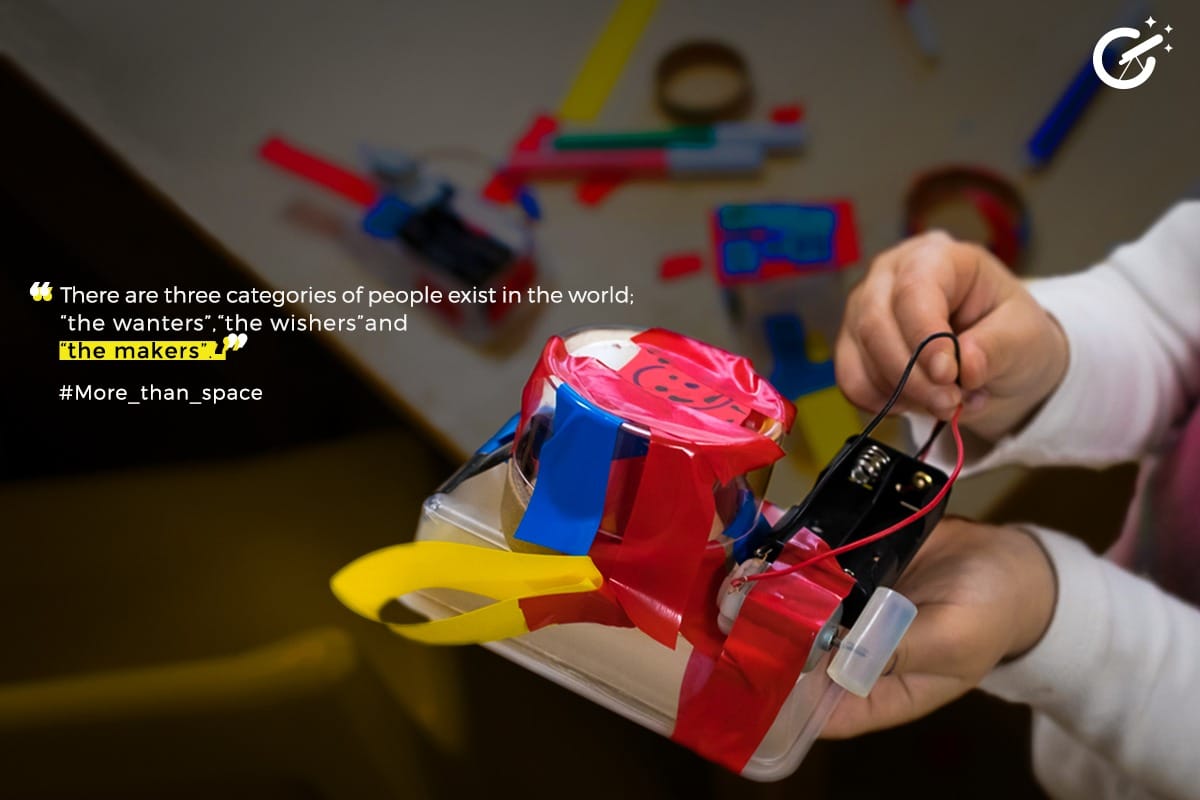 There are three categories of people exist in the world;
“the wanters”,“the wishers”and
“the makers”.
#More_than_space